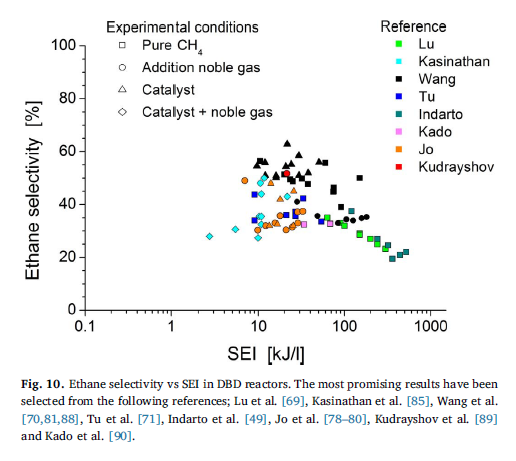 Experimental conditions
Pure CH₄
Addition noble gas
Catalyst
Catalyst + noble gas
Reference
Lu
Kasinathan
Wang
Tu
Indarto
Kado
Jo
Kudrayshov
Ethane selectivity [%]
100
80
60
40
20
0
0.1
1
10
100
1000
SEI [kJ/l]
Fig. 10. Ethane selectivity vs SEI in DBD reactors. The most promising results have been
selected from the following references; Lu et al. [69], Kasinathan et al. [85], Wang et al.
[70,81,88], Tu et al. [71], Indarto et al. [49], Jo et al. [78–80], Kudrayshov et al. [89]
and Kado et al. [90].